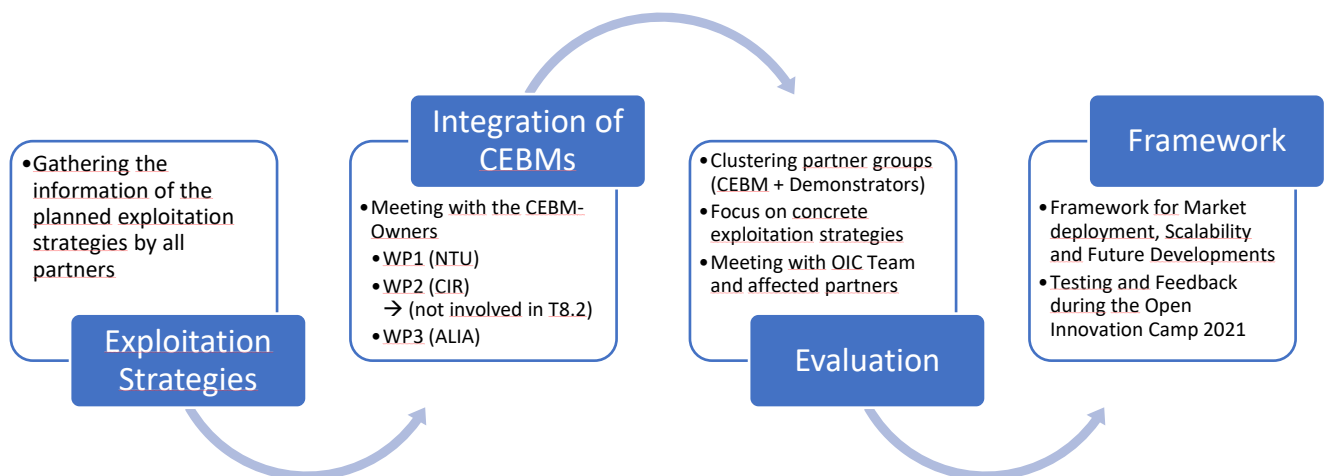 •Gathering the
information of the
planned exploitation
strategies by all
partners
Exploitation
Strategies
Integration of
CEBMs
•Meeting with the CEBM-
Owners
•WP1 (NTU)
•WP2 (CIR)
→ (not involved in T8.2)
•WP3 (ALIA)
•Clustering partner groups
(CEBM + Demonstrators)
•Focus on concrete
exploitation strategies
•Meeting with OIC Team
and affected partners
Evaluation
Framework
•Framework for Market
deployment, Scalability
and Future Developments
•Testing and Feedback
during the Open
Innovation Camp 2021